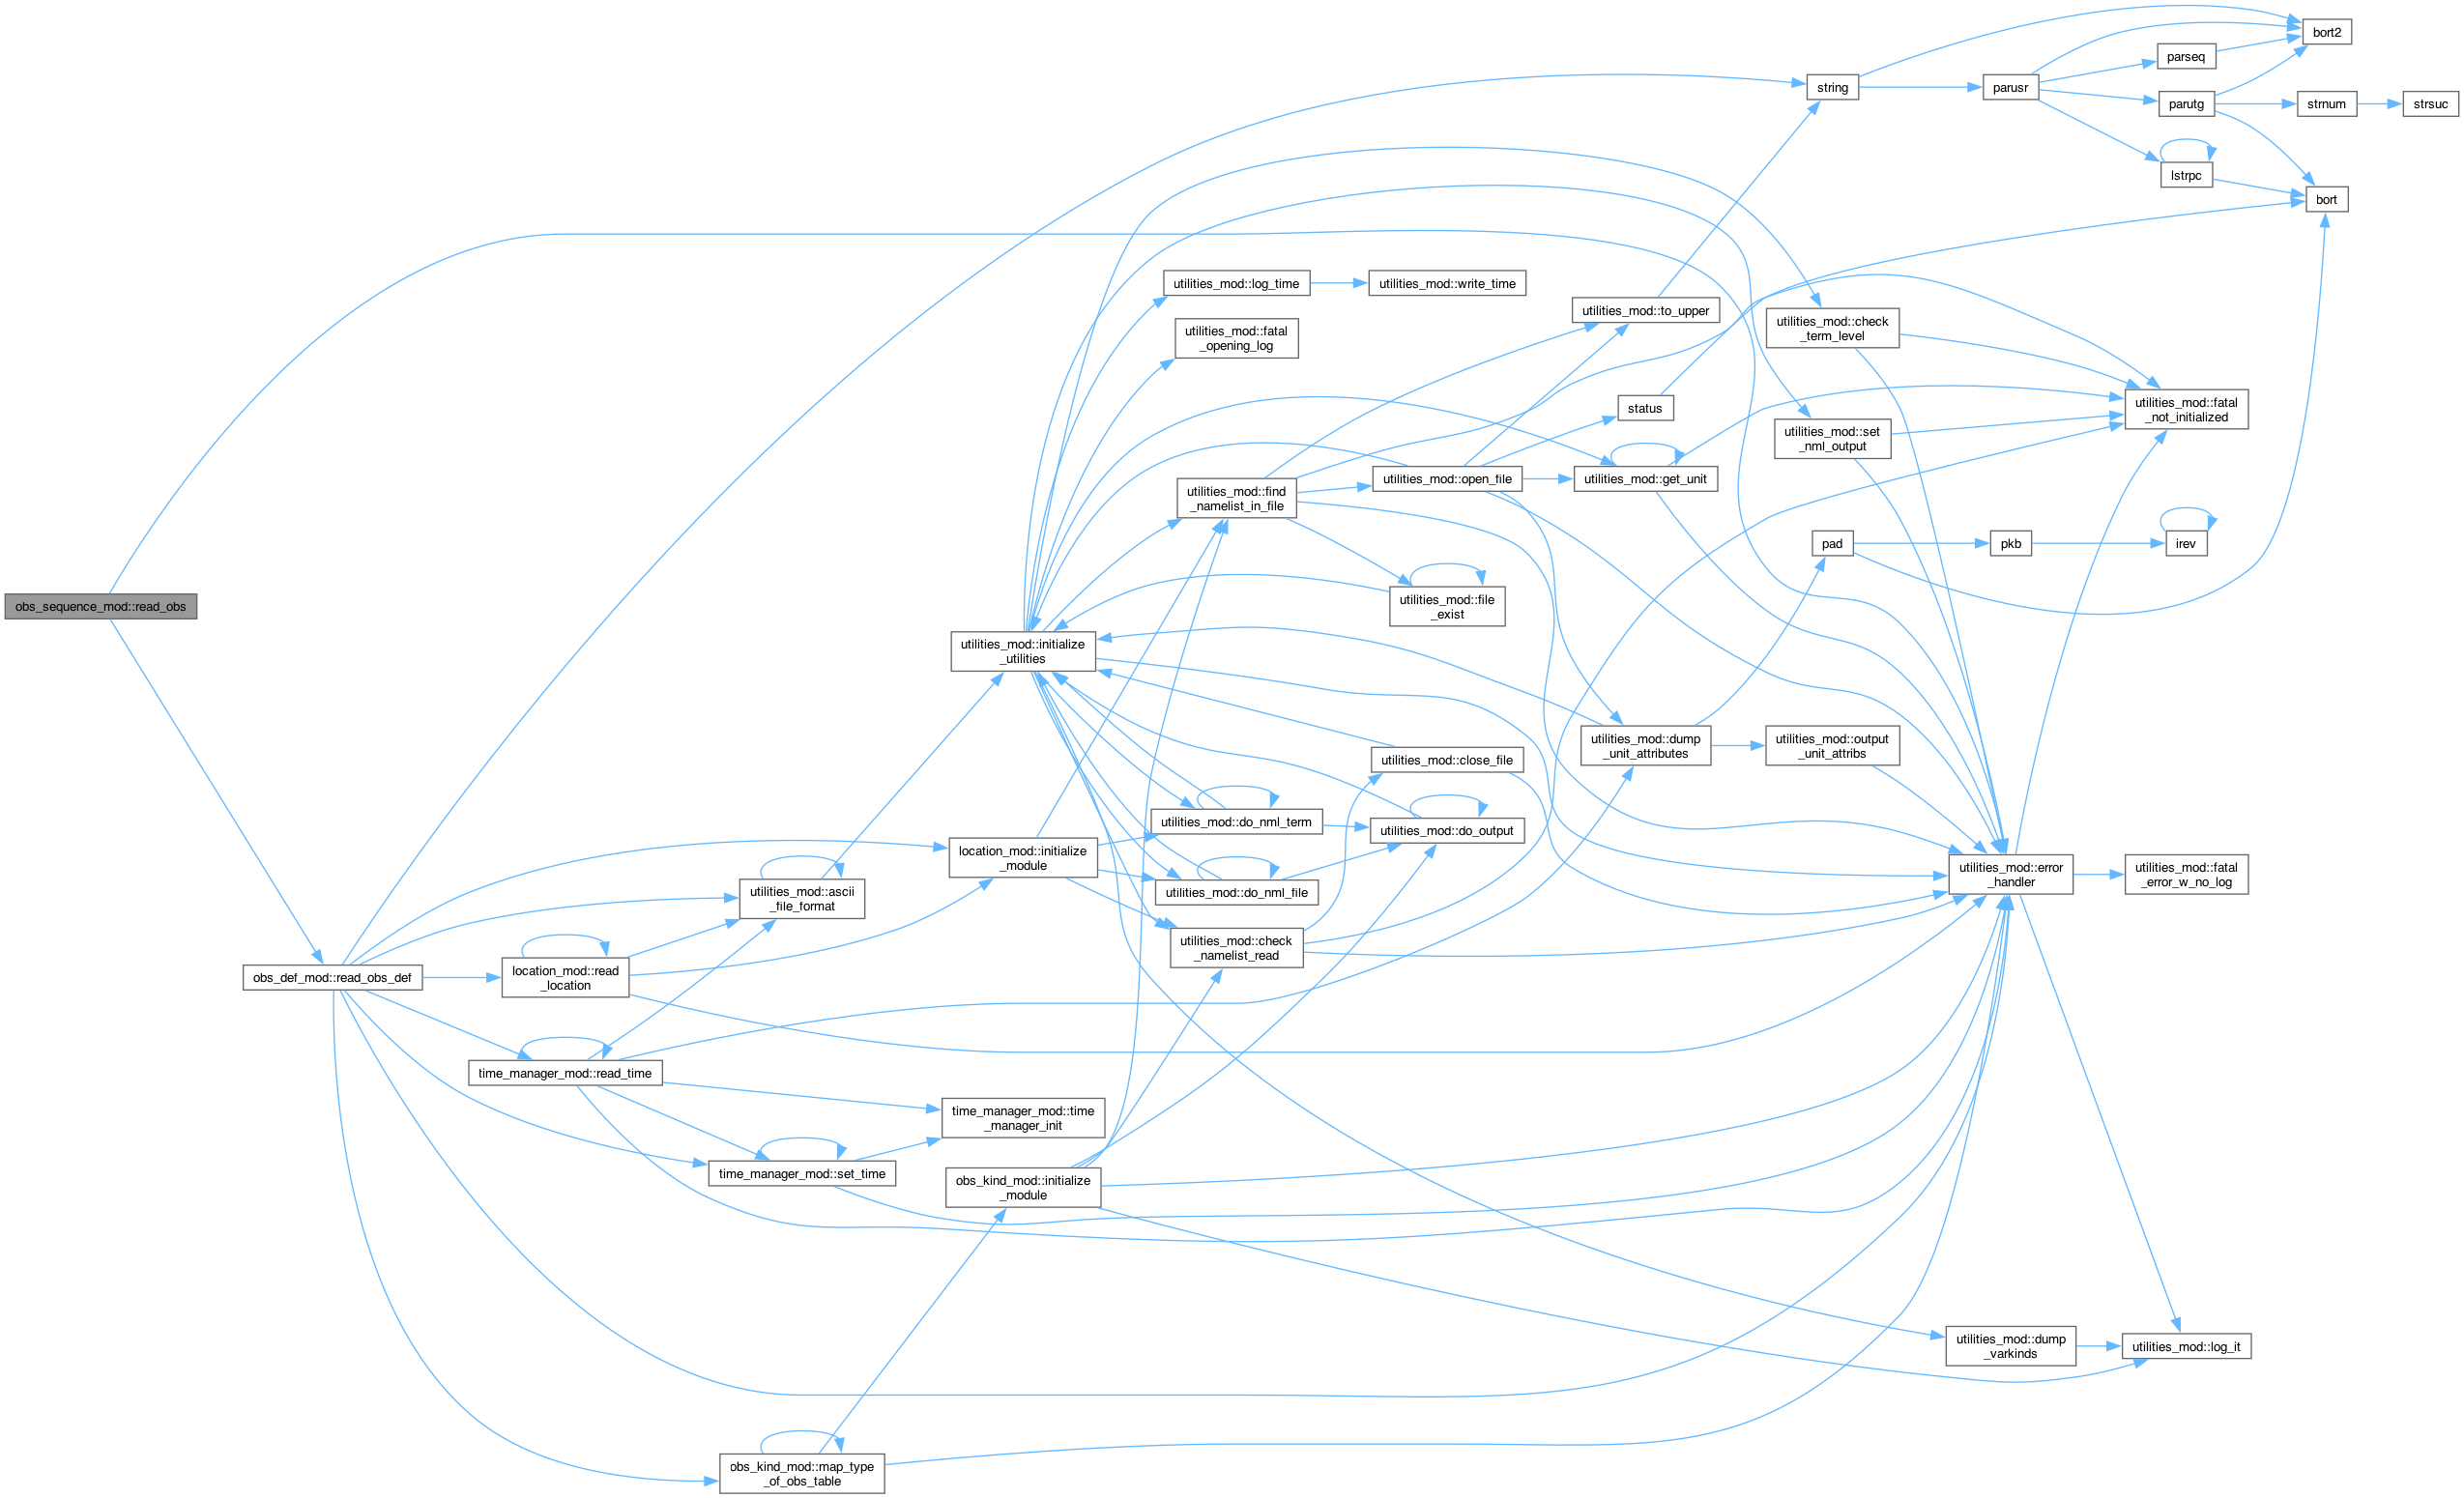 bort2
parseq
string
parusr
parutg
strnum
strsuc
lstrpc
bort
utilities_mod::log_time
utilities_mod::write_time
utilities_mod::to_upper
utilities_mod::check
_term_level
utilities_mod::fatal
_opening_log
status
utilities_mod::fatal
_not_initialized
utilities_mod::set
_nml_output
utilities_mod::find
_namelist_in_file
utilities_mod::open_file
utilities_mod::get_unit
pad
pkb
irev
obs_sequence_mod::read_obs
utilities_mod::file
_exist
utilities_mod::initialize
_utilities
utilities_mod::dump
_unit_attributes
utilities_mod::output
_unit_attribs
utilities_mod::close_file
utilities_mod::do_nml_term
utilities_mod::do_output
location_mod::initialize
_module
utilities_mod::error
_handler
utilities_mod::fatal
_error_w_no_log
utilities_mod::ascii
_file_format
utilities_mod::do_nml_file
utilities_mod::check
_namelist_read
obs_def_mod::read_obs_def
location_mod::read
_location
time_manager_mod::read_time
time_manager_mod::time
_manager_init
time_manager_mod::set_time
obs_kind_mod::initialize
_module
utilities_mod::dump
_varkinds
utilities_mod::log_it
obs_kind_mod::map_type
_of_obs_table